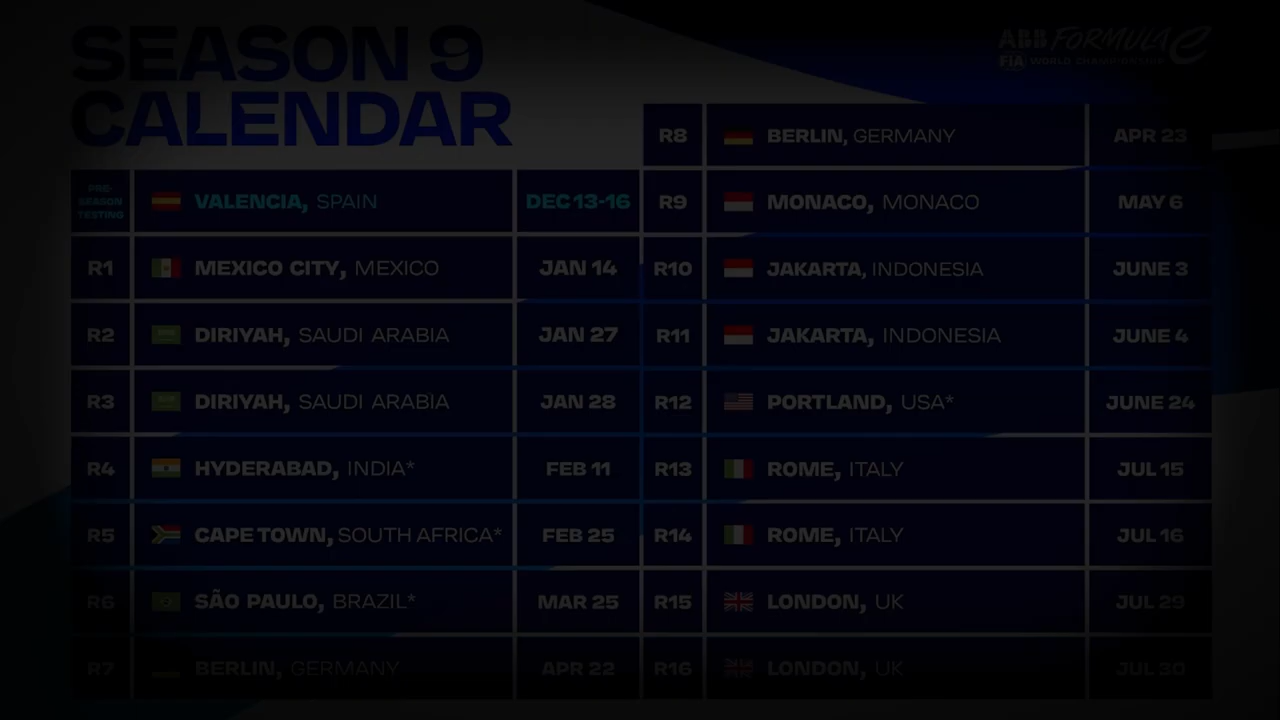 SEASON 9
CALENDAR
ABB FORMULA E
FIA WORLD CHAMPIONSHIP
PRE-
SEASON
TESTING
VALENCIA, SPAIN DEC 13-16
R1 MEXICO CITY, MEXICO JAN 14
R2 DIRIYAH, SAUDI ARABIA JAN 27
R3 DIRIYAH, SAUDI ARABIA JAN 28
R4 HYDERABAD, INDIA* FEB 11
R5 CAPE TOWN, SOUTH AFRICA* FEB 25
R6 SÃO PAULO, BRAZIL* MAR 25
R7 BERLIN, GERMANY APR 22
R8 BERLIN, GERMANY APR 23
R9 MONACO, MONACO MAY 6
R10 JAKARTA, INDONESIA JUNE 3
R11 JAKARTA, INDONESIA JUNE 4
R12 PORTLAND, USA* JUNE 24
R13 ROME, ITALY JUL 15
R14 ROME, ITALY JUL 16
R15 LONDON, UK JUL 29
R16 LONDON, UK JUL 30